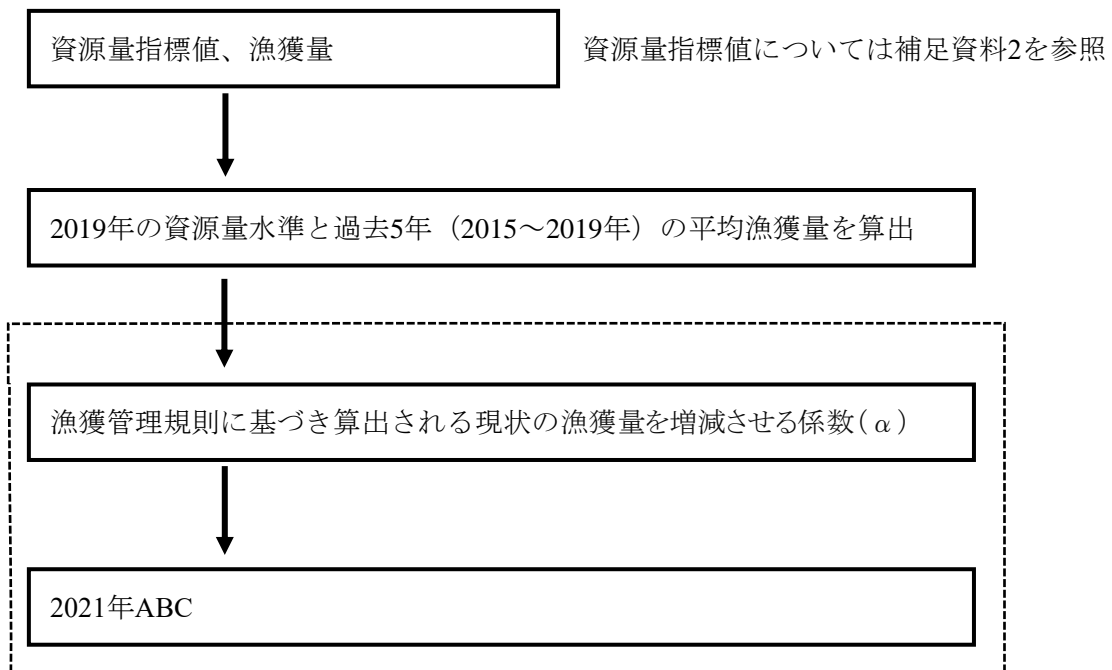 資源量指標値、漁獲量
資源量指標値については補足資料2を参照
2019年の資源量水準と過去5年（2015～2019年）の平均漁獲量を算出
漁獲管理規則に基づき算出される現状の漁獲量を増減させる係数(α)
2021年ABC